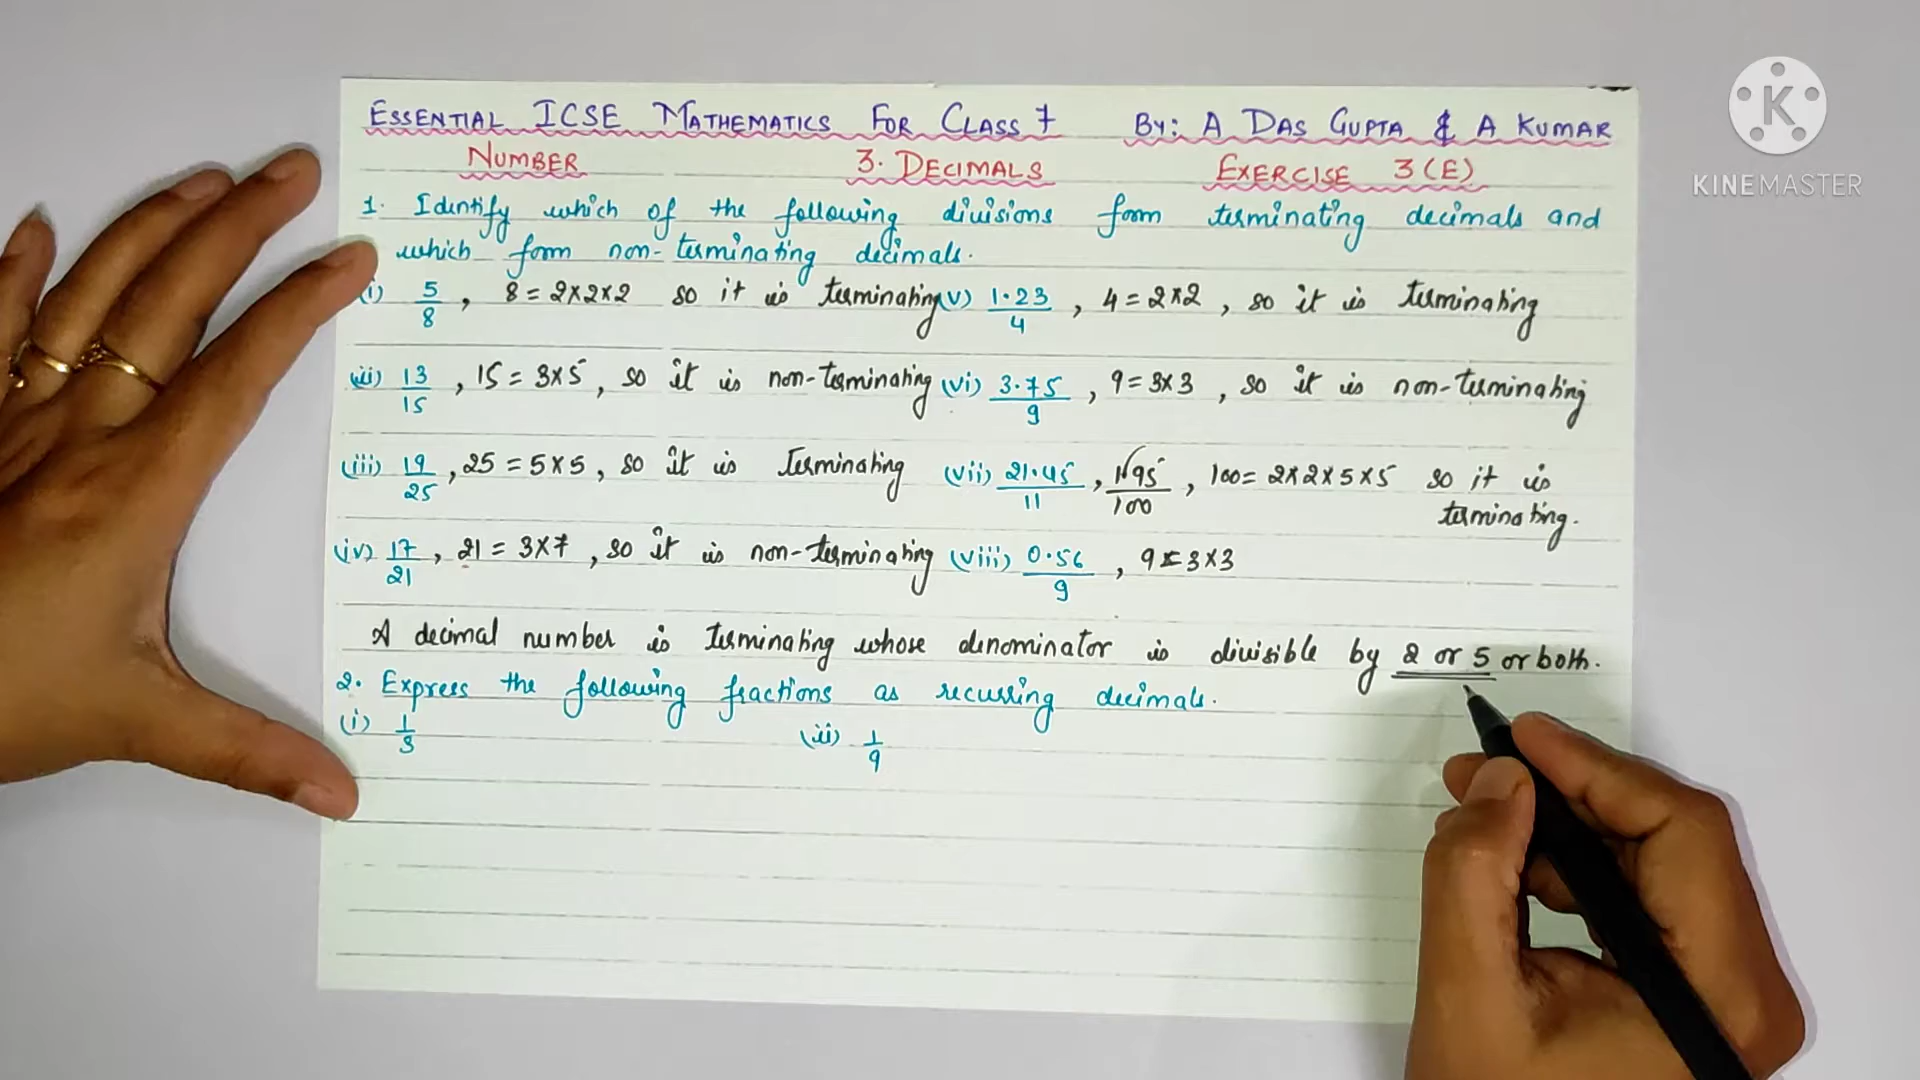 ESSENTIAL ICSE MATHEMATICS FOR CLASS 7 BY: A DAS GUPTA & A KUMAR
NUMBER 3. DECIMALS EXERCISE 3(E)
1. Identify which of the following divisions form terminating decimals and
which form non-terminating decimals.
(i) 5/8, 8=2×2×2 so it is terminating
(v) 1.23/4, 4=2×2, so it is terminating
(ii) 13/15, 15=3×5, so it is non-terminating
(vi) 3.75/9, 9=3×3, so it is non-terminating
(iii) 19/25, 25=5×5, so it is terminating
(vii) 21.45/11, 1.95/100, 100=2×2×5×5 so it is
terminating.
(iv) 17/21, 21=3×7, so it is non-terminating
(viii) 0.56/9, 9=3×3
A decimal number is terminating whose denominator is divisible by 2 or 5 or both.
2. Express the following fractions as recurring decimals.
(i) 1/3 (ii) 1/9
K
KINEMASTER